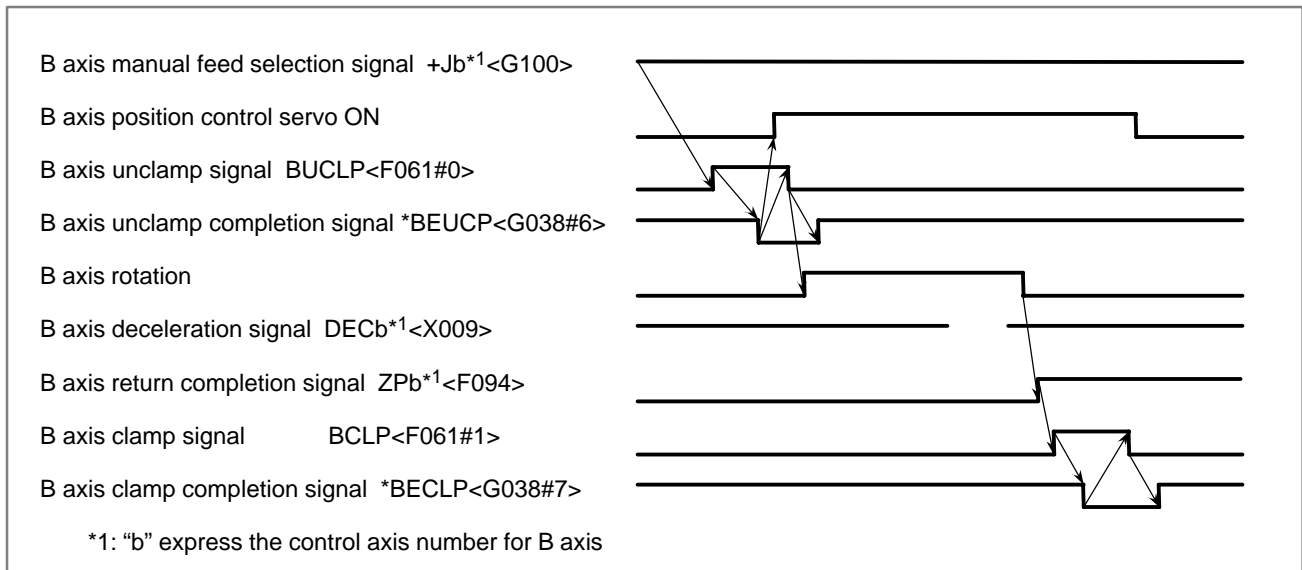 B axis manual feed selection signal +Jb*1<G100>
B axis position control servo ON
B axis unclamp signal BUCLP<F061#0>
B axis unclamp completion signal *BEUCP<G038#6>
B axis rotation
B axis deceleration signal DECb*1<X009>
B axis return completion signal ZPb*1<F094>
B axis clamp signal BCLP<F061#1>
B axis clamp completion signal *BECLP<G038#7>
*1: “b” express the control axis number for B axis